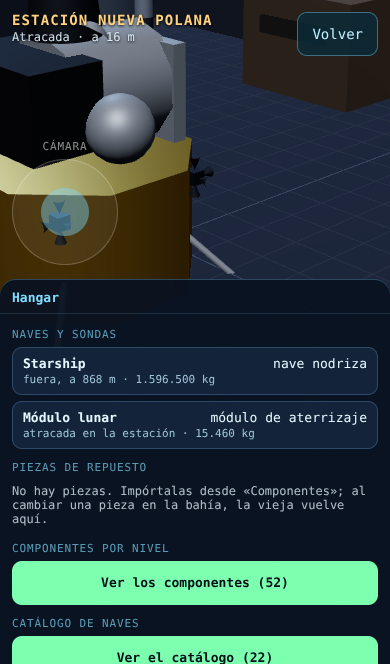 ESTACIÓN NUEVA POLANA
Atracada · a 16 m
Volver
CÁMARA
Hangar
NAVES Y SONDAS
Starship nave nodriza
fuera, a 868 m · 1.596.500 kg
Módulo lunar módulo de aterrizaje
atracada en la estación · 15.460 kg
PIEZAS DE REPUESTO
No hay piezas. Impórtalas desde «Componentes»; al
cambiar una pieza en la bahía, la vieja vuelve
aquí.
COMPONENTES POR NIVEL
Ver los componentes (52)
CATÁLOGO DE NAVES
Ver el catálogo (22)